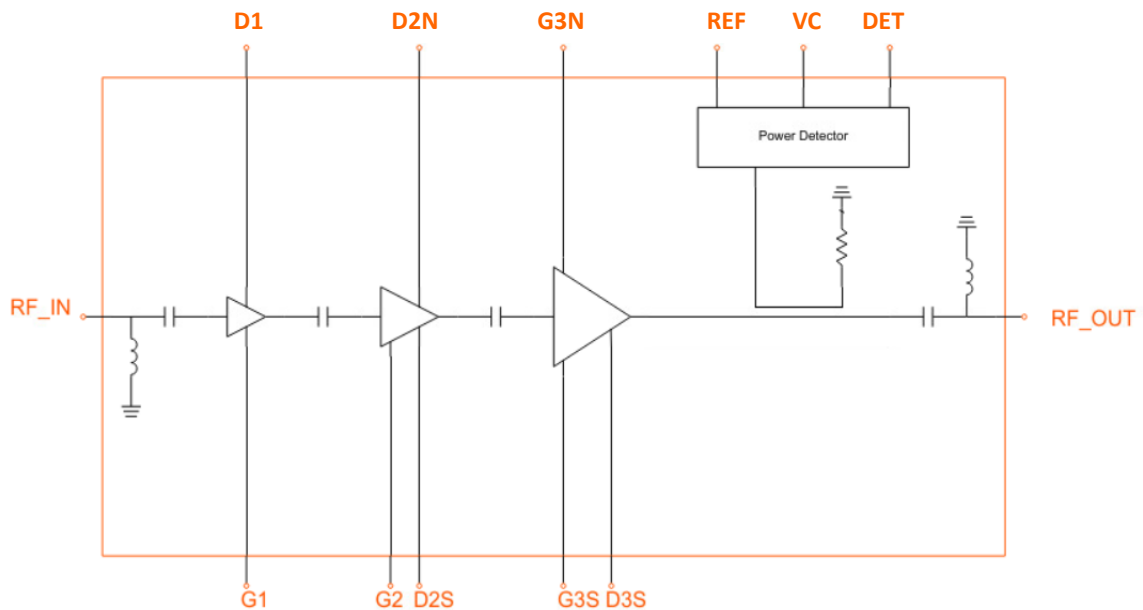 D1 D2N G3N REF VC DET
Power Detector
RF_IN
RF_OUT
G1 G2 D2S G3S D3S